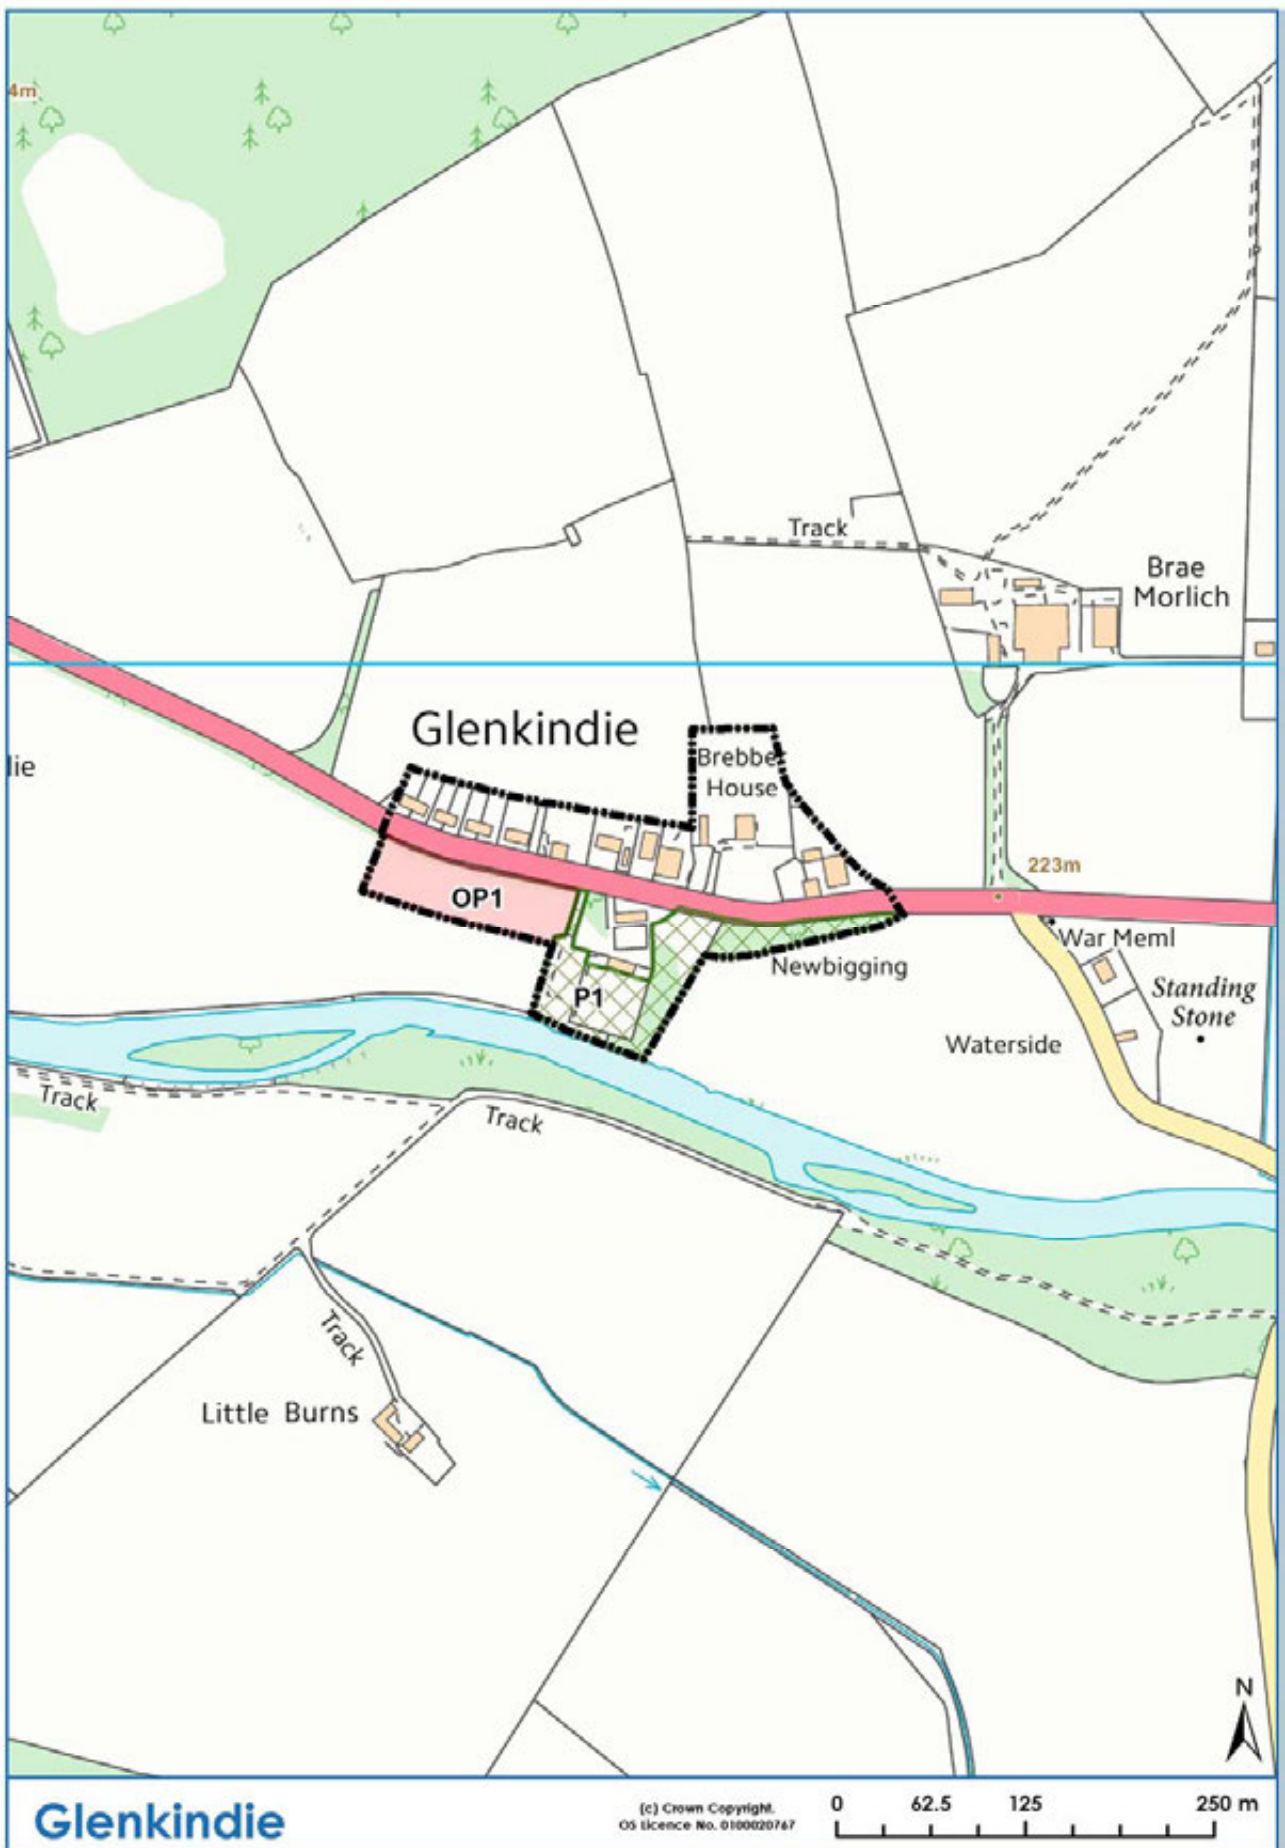 4m
Track
Brae
Morlich
Glenkindie
lie
Brebbe
House
223m
OP1
War Meml
Newbigging
P1
Standing
Stone
Waterside
Track
Track
Track
Little Burns
N
Glenkindie
(c) Crown Copyright.
OS Licence No. 0100020767
0 62.5 125 250 m